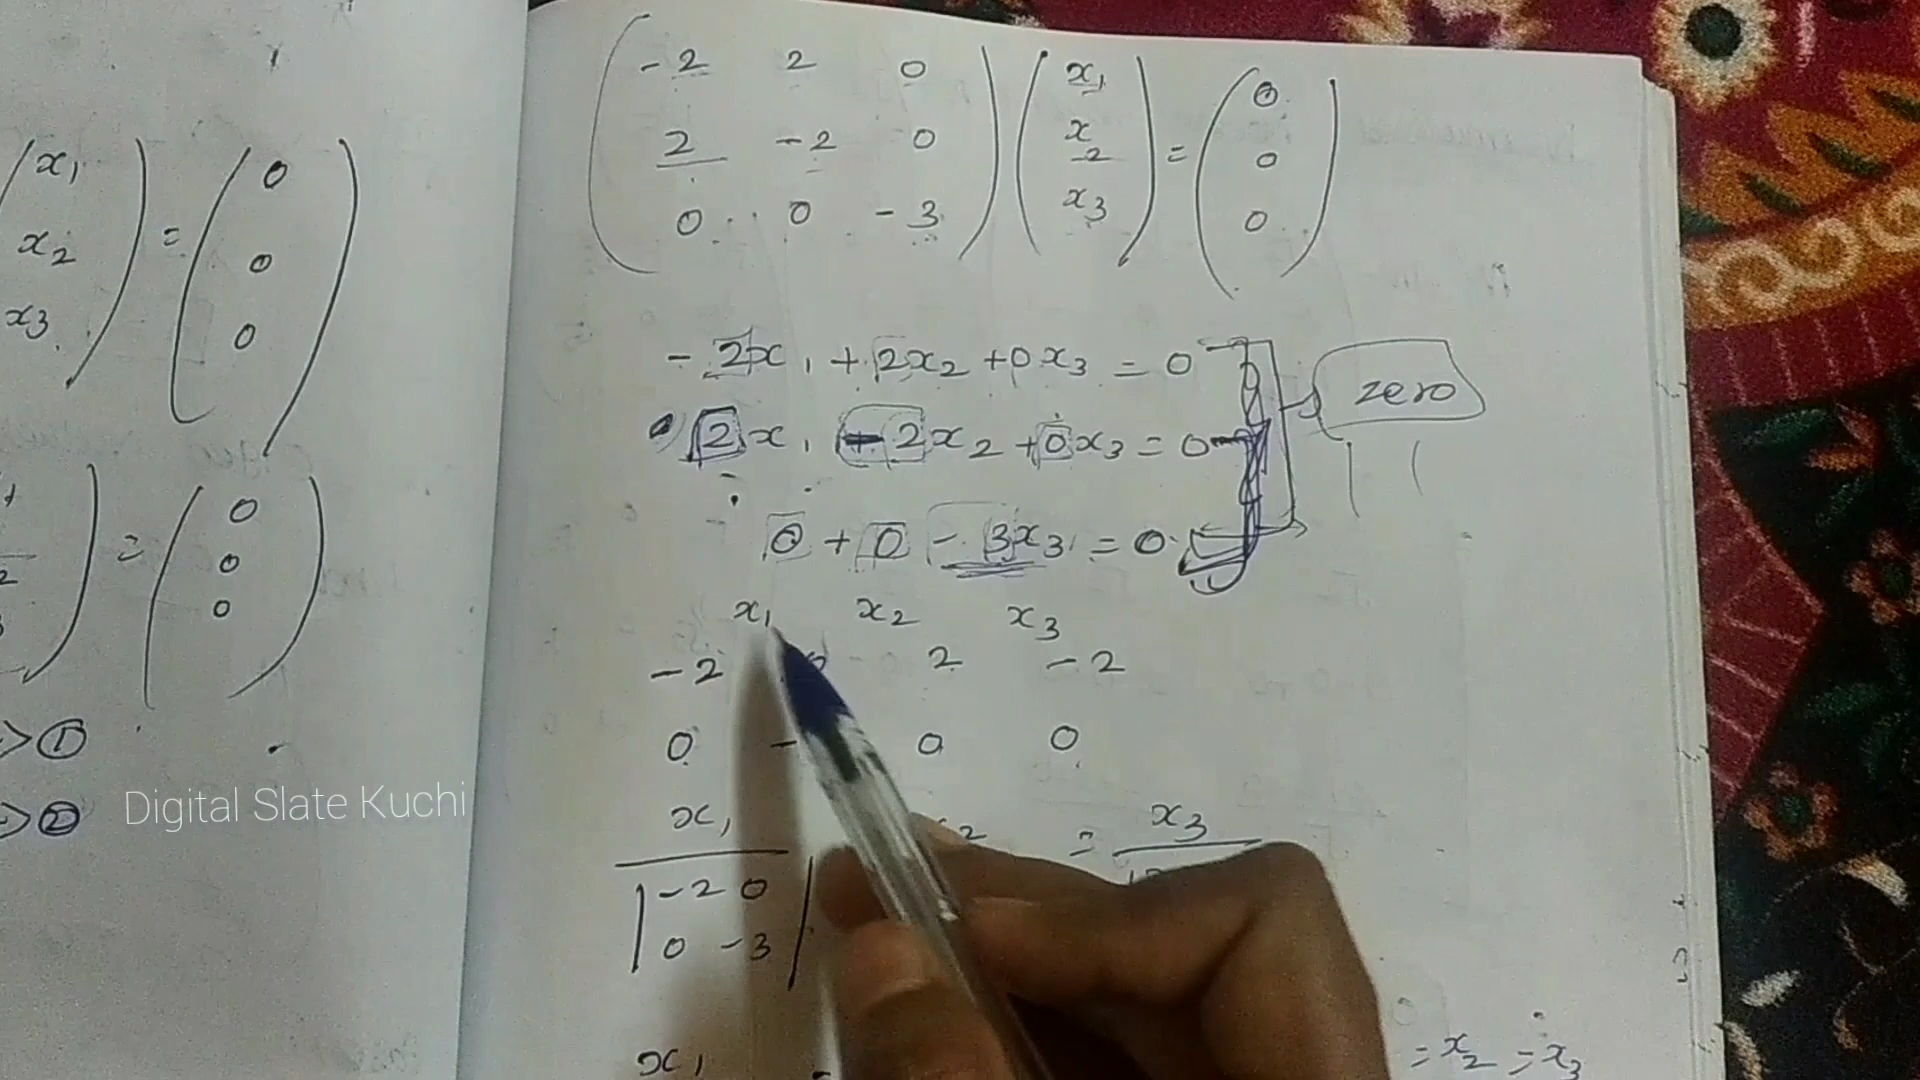 x₁
x₂ = 0
x₃ 0
0
= 0
0
0
→ ①
→ ②
-2 2 0 x₁ 0
2 -2 0 x₂ = 0
0 0 -3 x₃ 0
-2x₁ + 2x₂ + 0x₃ = 0
2x₁ - 2x₂ + 0x₃ = 0
zero
0 + 0 - 3x₃ = 0
x₁ x₂ x₃
-2 2 -2
0 - 0 0
x₁ = x₃
|-2 0|
|0 -3|
x₁ = x₂ = x₃
Digital Slate Kuchi